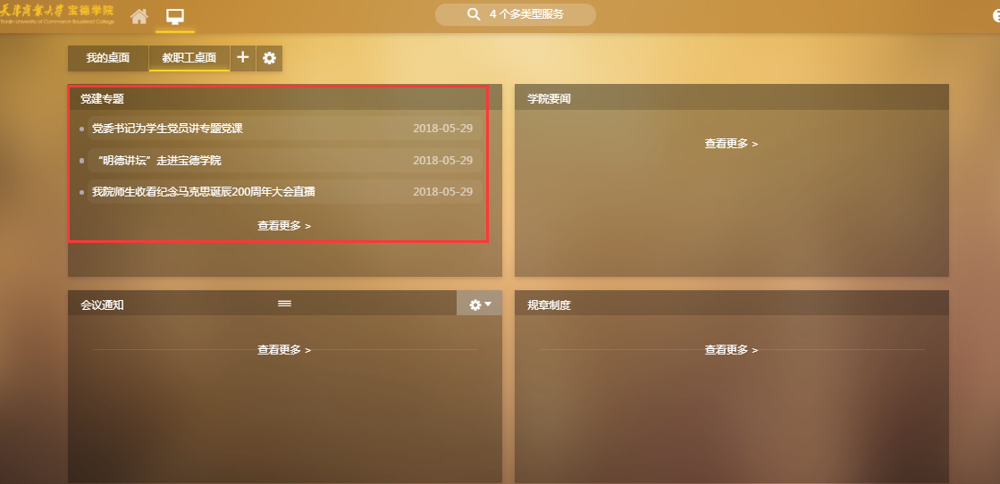 天津商业大学 宝德学院
Tianjin University of Commerce Boustead College
4 个多类型服务
我的桌面
教职工桌面
党建专题
党委书记为学生党员讲专题党课 2018-05-29
“明德讲坛”走进宝德学院 2018-05-29
我院师生收看纪念马克思诞辰200周年大会直播 2018-05-29
查看更多 >
学院要闻
查看更多 >
会议通知
查看更多 >
规章制度
查看更多 >